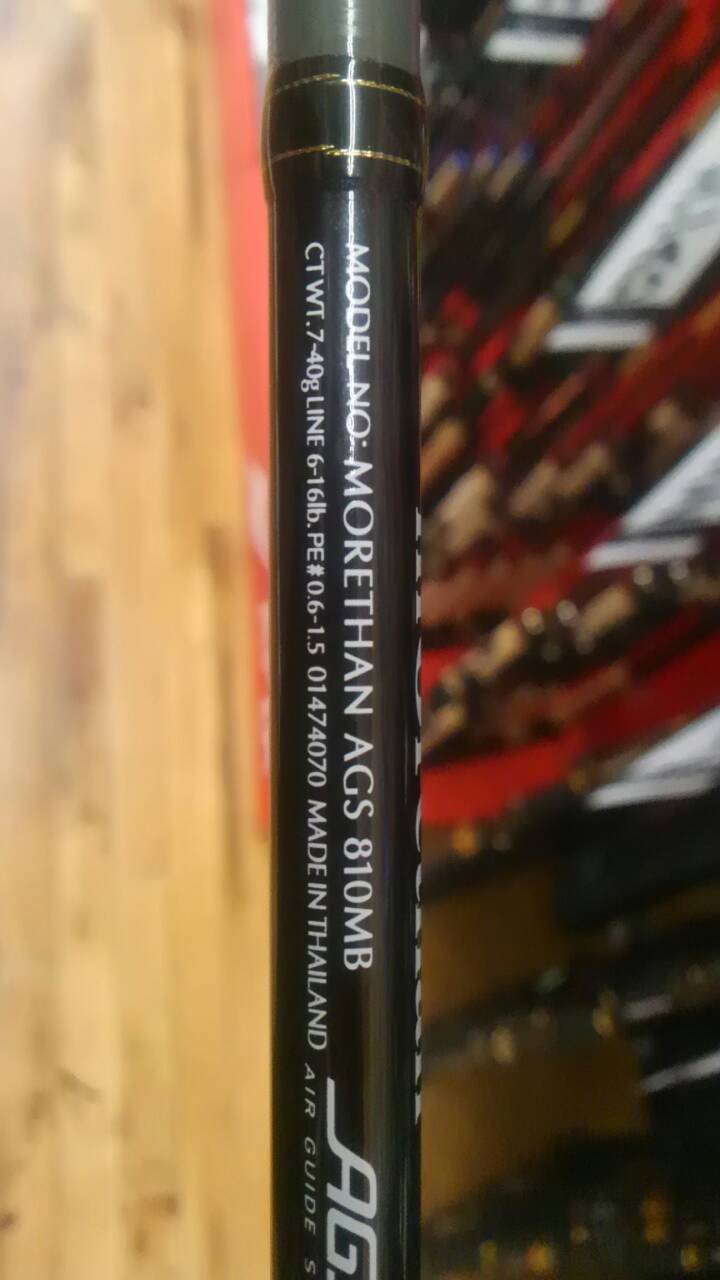 MODEL NO: MORETHAN AGS 810MB
CT WT. 7-40g LINE 6-16lb. PE#0.6-1.5 01474070 MADE IN THAILAND
AIR GUIDE S
AGS